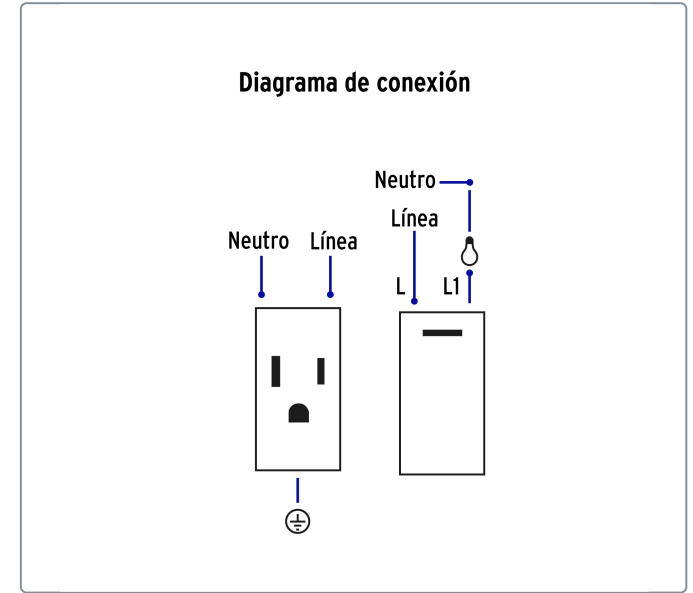 Diagrama de conexión
Neutro
Línea
Neutro Línea
L L1